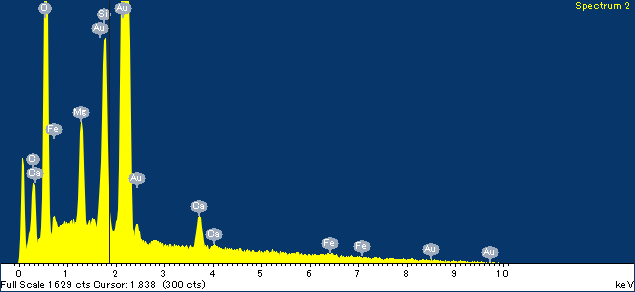 Spectrum 2
O Si Au
Au
Mg
Fe
C
Ca
Au
Ca
Ca
Fe Fe Au Au
0 1 2 3 4 5 6 7 8 9 10
Full Scale 1629 cts Cursor: 1.838 (300 cts) keV